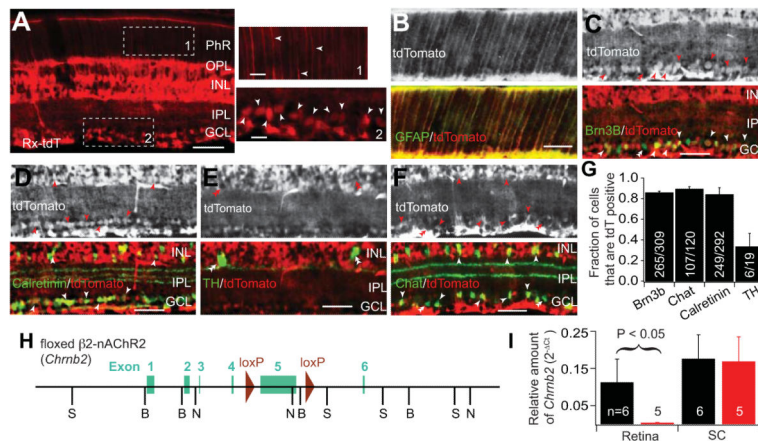 A
1
PhR
OPL
INL
IPL
2
GCL
Rx-tdT
1
2
B
tdTomato
GFAP/tdTomato
C
tdTomato
IN
IP
Brn3B/tdTomato
GC
D
tdTomato
INL
Calretinin/tdTomato
IPL
GCL
E
tdTomato
INL
TH/tdTomato
IPL
GCL
F
tdTomato
INL
IPL
Chat/tdTomato
GCL
G
Fraction of cells
that are tdT positive
1.0
0.8
0.6
0.4
0.2
0
265/309
107/120
249/292
6/19
Brn3b
Chat
Calretinin
TH
H
floxed β2-nAChR2
(Chrnb2)
Exon 1 2 3 4 loxP 5 loxP 6
S B B N N B S S B S N
I
Relative amount
of Chrnb2 (2-ΔCt)
0.25
0.15
0.05
P < 0.05
n=6 5 6 5
Retina SC